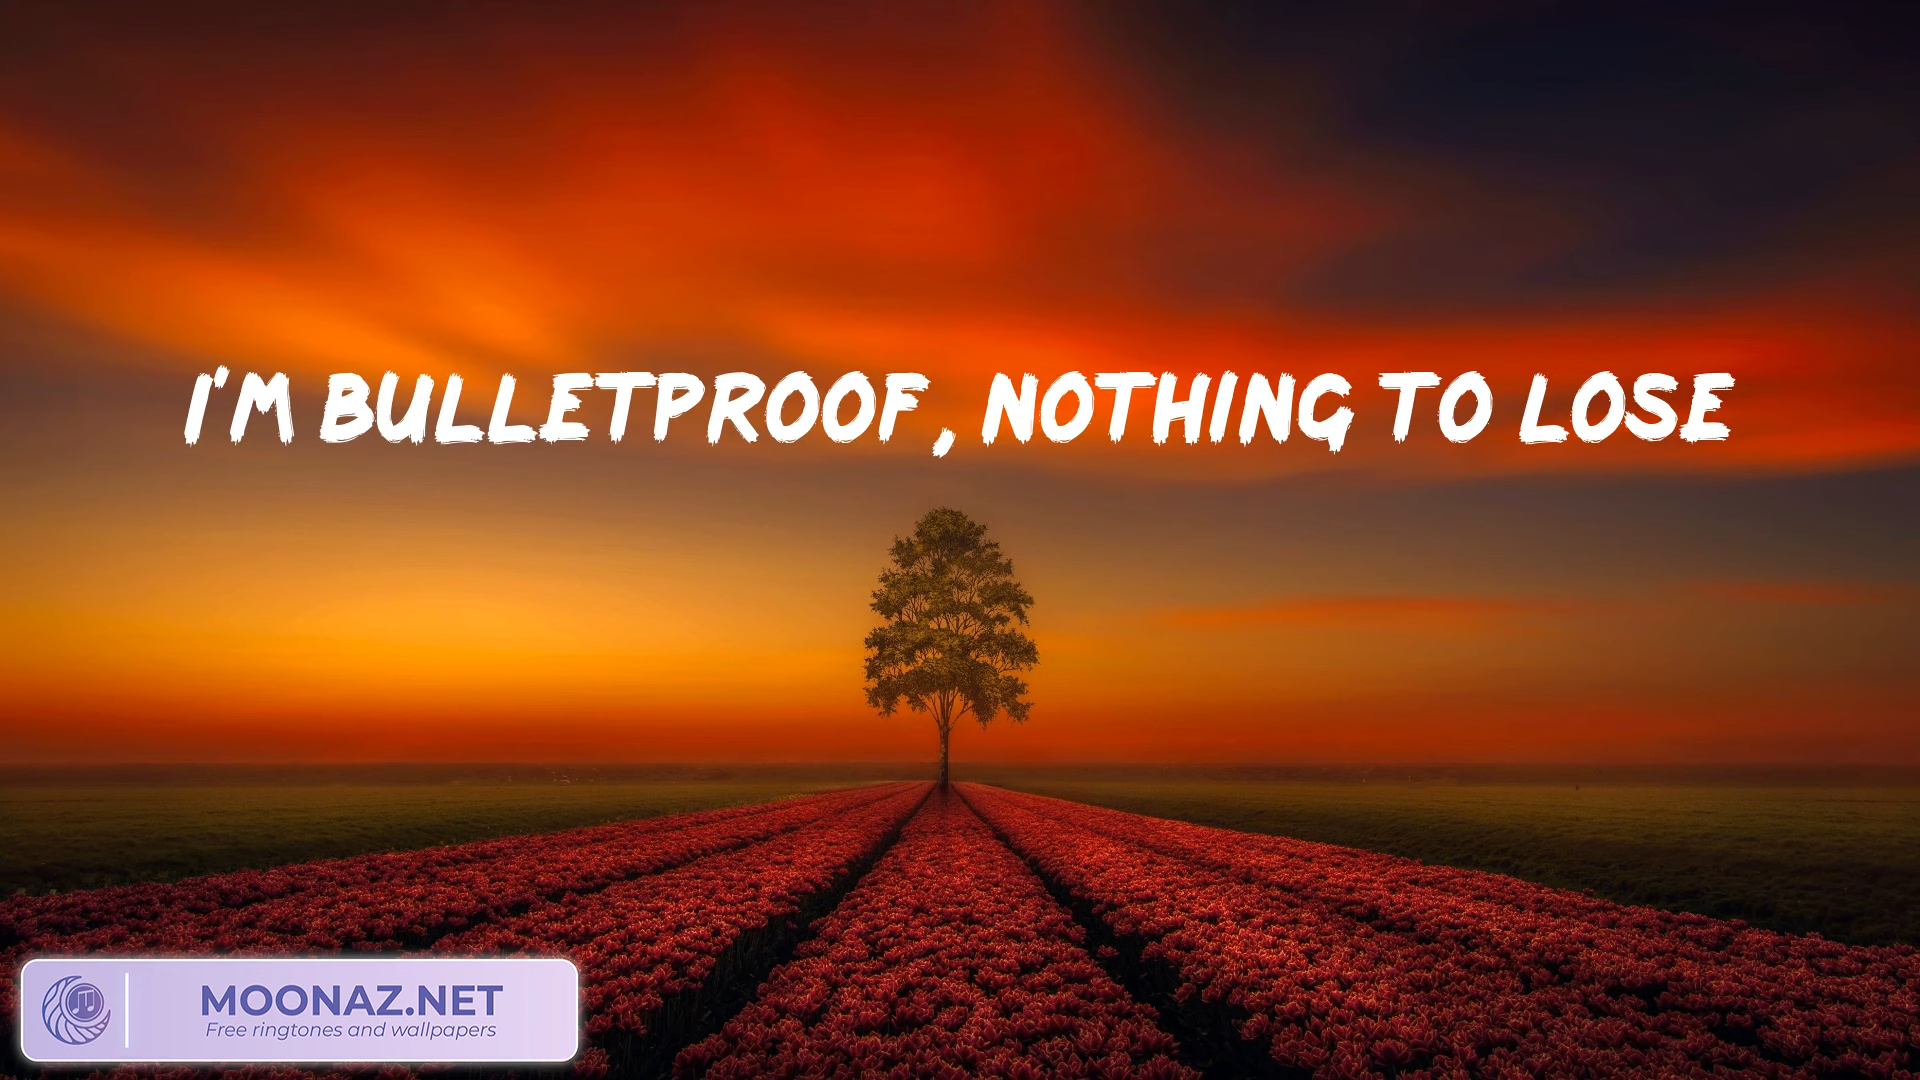 I'M BULLETPROOF, NOTHING TO LOSE
MOONAZ.NET
Free ringtones and wallpapers